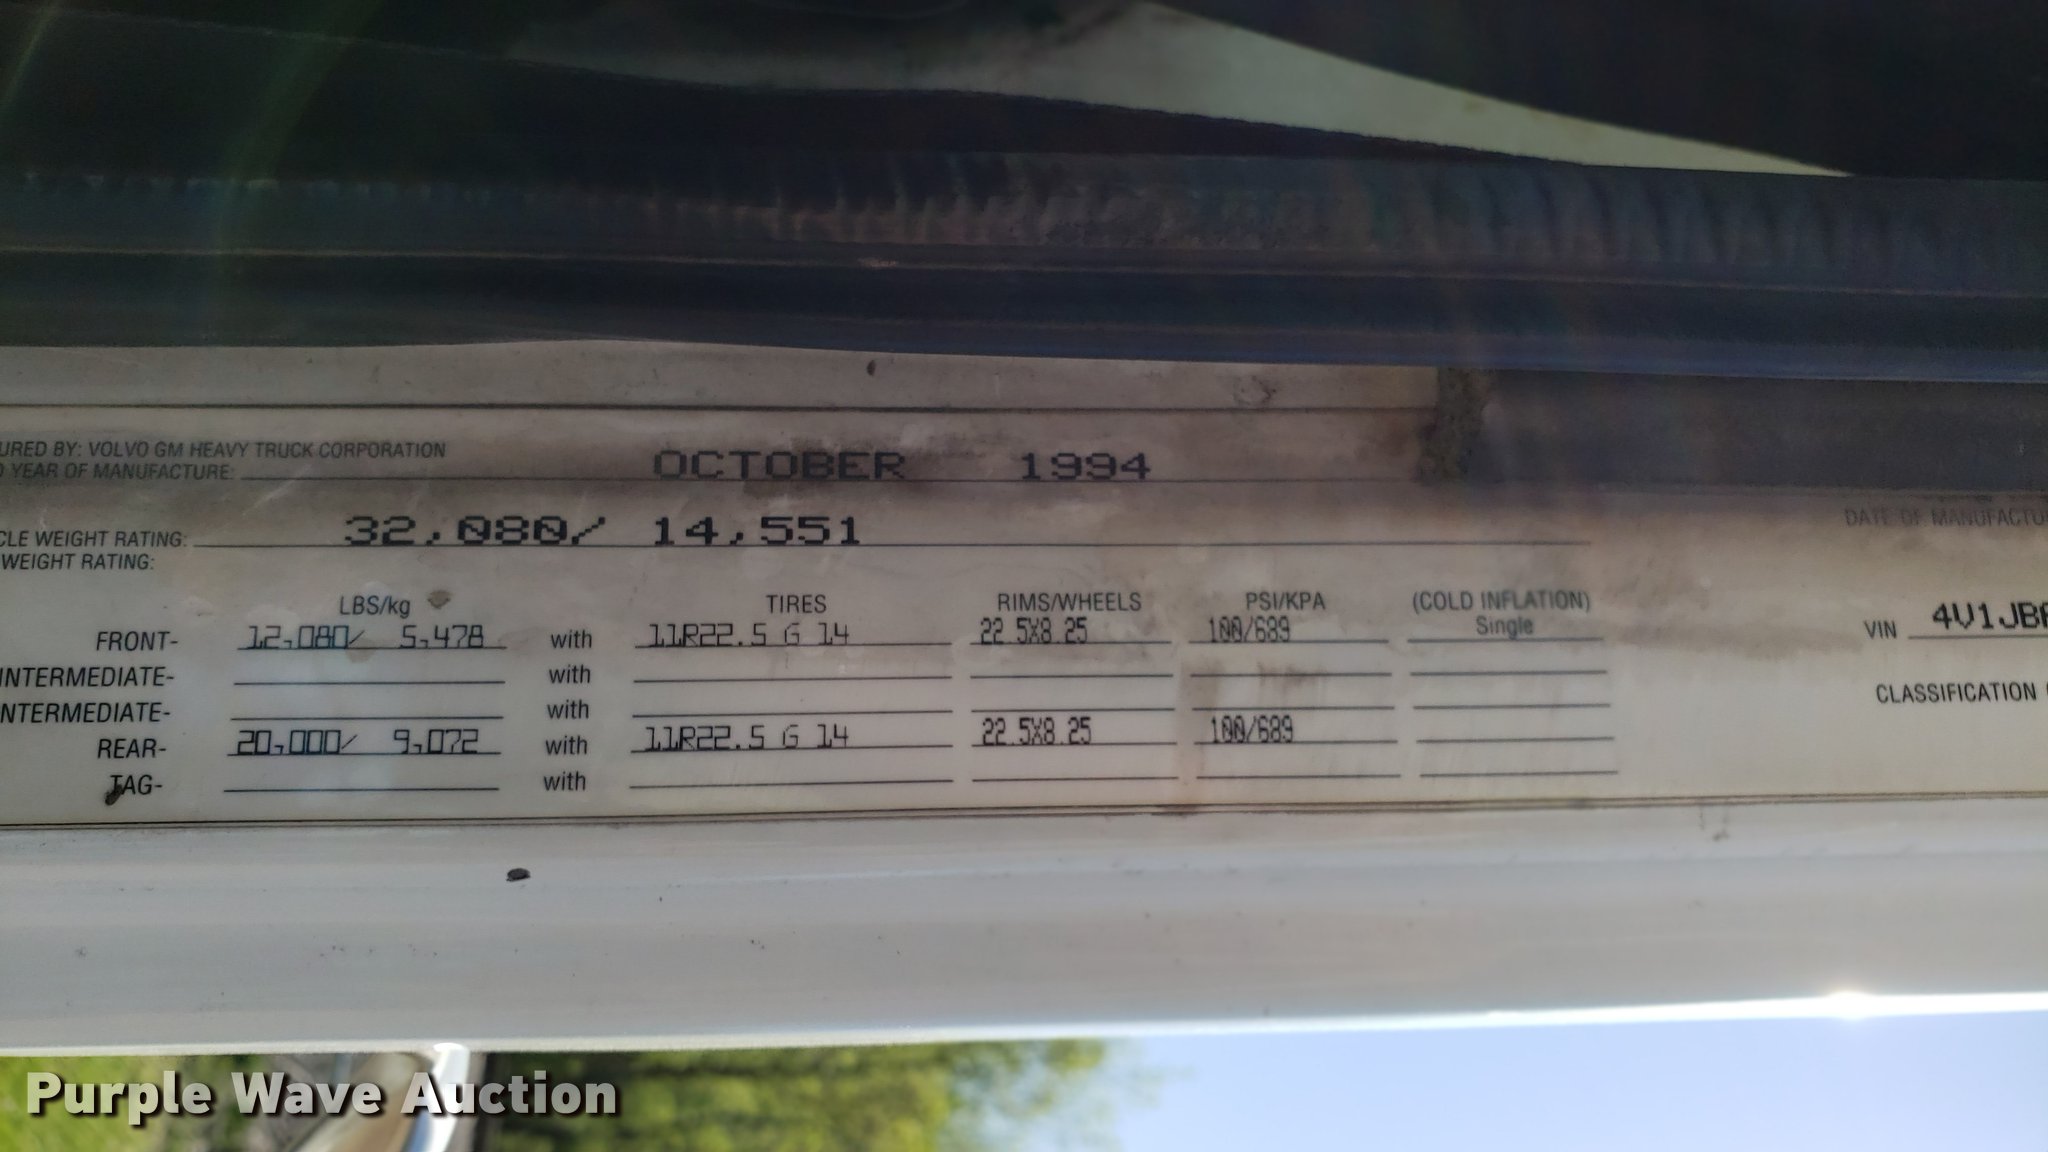 URED BY: VOLVO GM HEAVY TRUCK CORPORATION
YEAR OF MANUFACTURE: OCTOBER 1994
CLE WEIGHT RATING: 32,080/ 14,551
WEIGHT RATING:
DATE OF MANUFACTU
LBS/kg TIRES RIMS/WHEELS PSI/KPA (COLD INFLATION)
Single
FRONT- 12,080/ 5,478 with 11R22.5 G 14 22.5X8.25 100/689
INTERMEDIATE- with
NTERMEDIATE- with
REAR- 20,000/ 9,072 with 11R22.5 G 14 22.5X8.25 100/689
TAG- with
VIN 4V1JB
CLASSIFICATION
Purple Wave Auction